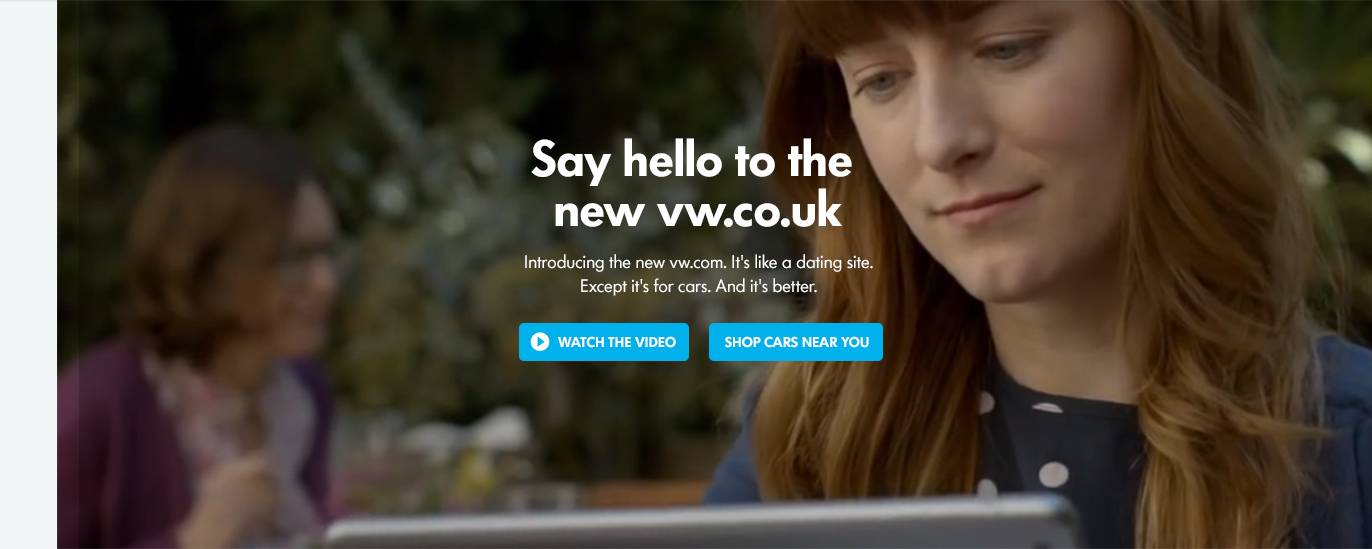 Say hello to the
new vw.co.uk
Introducing the new vw.com. It's like a dating site.
Except it's for cars. And it's better.
WATCH THE VIDEO
SHOP CARS NEAR YOU